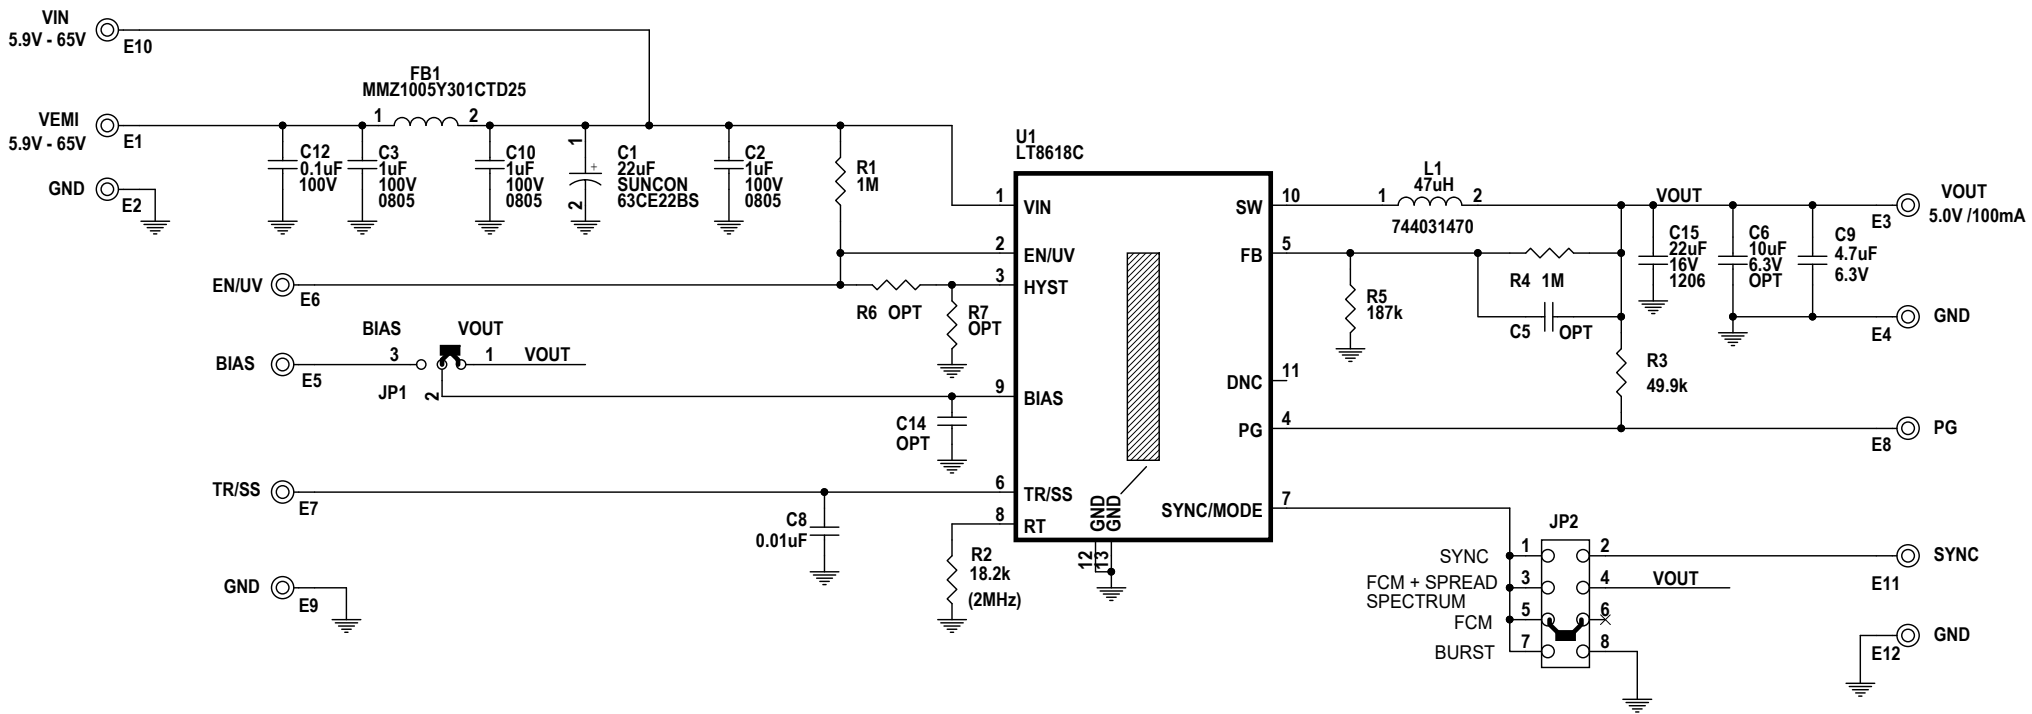 VIN
5.9V - 65V
E10
FB1
MMZ1005Y301CTD25
1
2
VEMI
5.9V - 65V
E1
GND
E2
C12
0.1uF
100V
C3
1uF
100V
0805
C10
1uF
100V
0805
1
+
2
C1
22uF
SUNCON
63CE22BS
C2
1uF
100V
0805
R1
1M
EN/UV
E6
R6 OPT
R7
OPT
BIAS
VOUT
BIAS
E5
3
1
VOUT
JP1
2
C14
OPT
TR/SS
E7
C8
0.01uF
R2
18.2k
(2MHz)
GND
E9
U1
LT8618C
1
VIN
2
EN/UV
3
HYST
9
BIAS
6
TR/SS
8
RT
GND
GND
12
13
SW
10
FB
5
DNC
11
PG
4
SYNC/MODE
7
L1
47uH
1
2
744031470
VOUT
R5
187k
R4 1M
C5
OPT
R3
49.9k
C15
22uF
16V
1206
C6
10uF
6.3V
OPT
C9
4.7uF
6.3V
VOUT
5.0V /100mA
E3
GND
E4
PG
E8
JP2
SYNC
1
2
FCM + SPREAD
SPECTRUM
3
4
VOUT
FCM
5
6
BURST
7
8
SYNC
E11
GND
E12